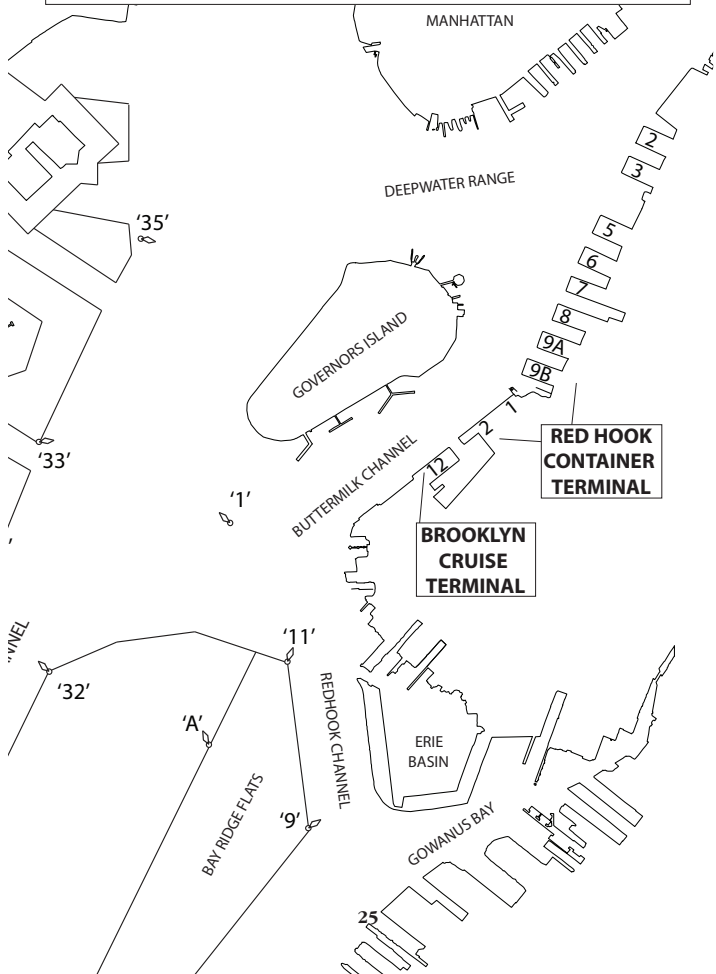 MANHATTAN
2
DEEPWATER RANGE
3
'35'
5
6
7
8
GOVERNORS ISLAND
9A
9B
1
2
'33'
RED HOOK
CONTAINER
TERMINAL
12
BUTTERMILK CHANNEL
'1'
BROOKLYN
CRUISE
TERMINAL
'11'
'32'
REDHOOK CHANNEL
'A'
ERIE
BASIN
BAY RIDGE FLATS
'9'
GOWANUS BAY
25